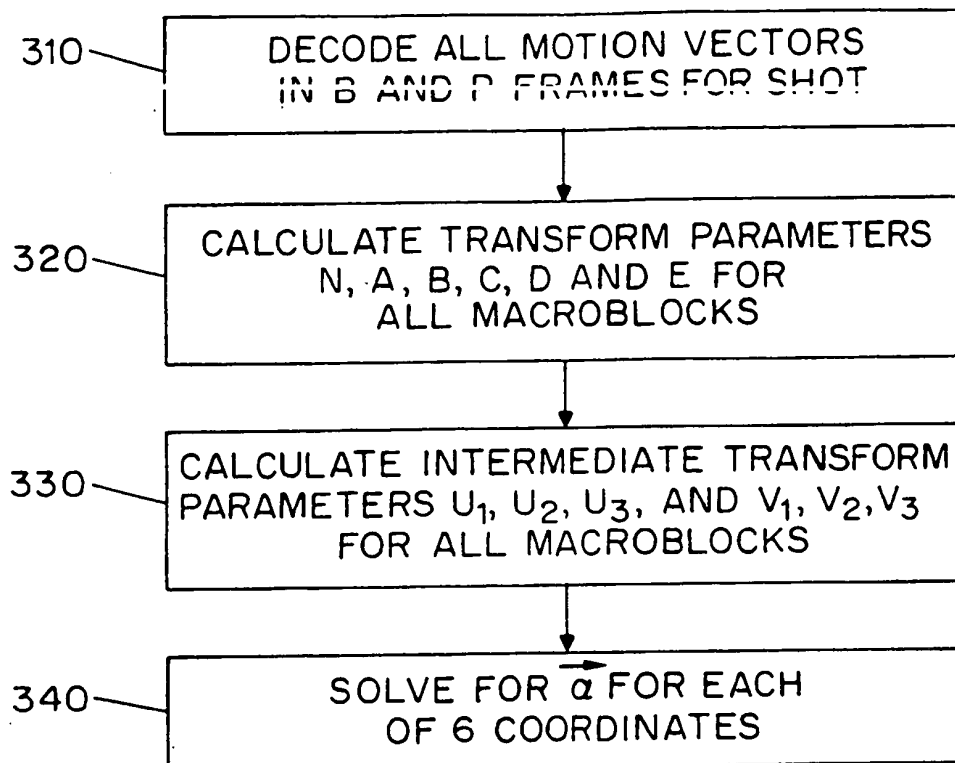 310
DECODE ALL MOTION VECTORS
IN B AND P FRAMES FOR SHOT
320
CALCULATE TRANSFORM PARAMETERS
N, A, B, C, D AND E FOR
ALL MACROBLOCKS
330
CALCULATE INTERMEDIATE TRANSFORM
PARAMETERS U₁, U₂, U₃, AND V₁, V₂, V₃
FOR ALL MACROBLOCKS
340
SOLVE FOR α⃗ FOR EACH
OF 6 COORDINATES